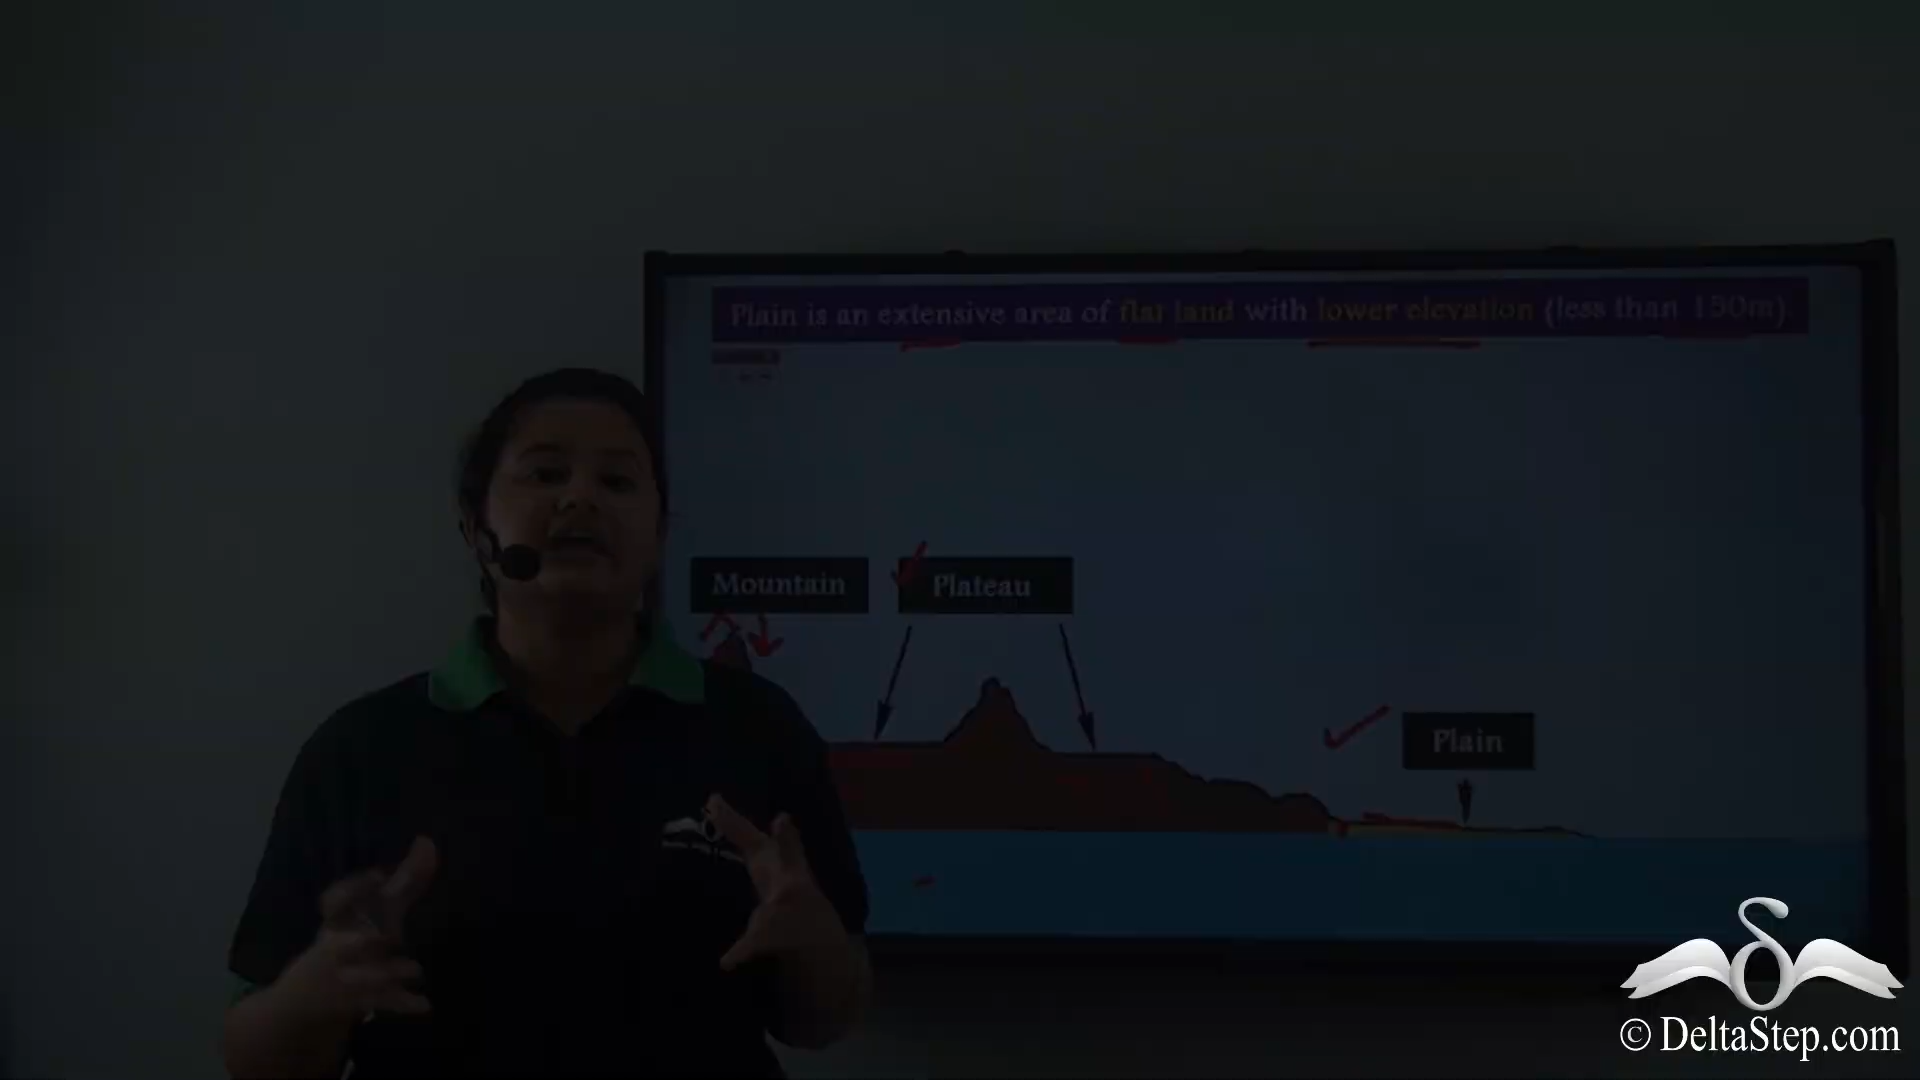 Plain is an extensive area of flat land with lower elevation (less than 150m).
Mountain
Plateau
Plain
© DeltaStep.com